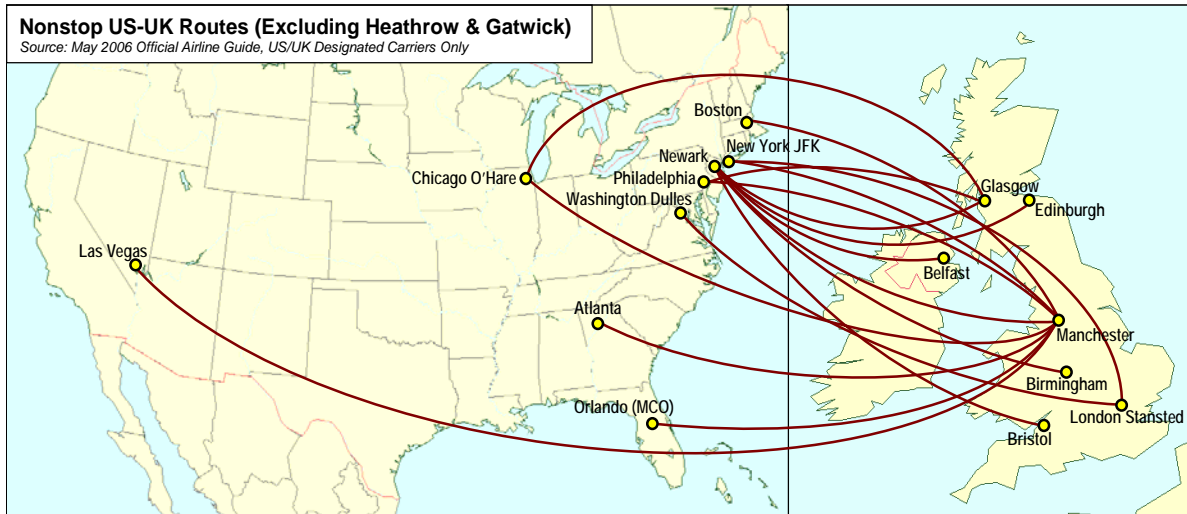 Nonstop US-UK Routes (Excluding Heathrow & Gatwick)
Source: May 2006 Official Airline Guide, US/UK Designated Carriers Only
Boston
New York JFK
Newark
Chicago O’Hare
Philadelphia
Washington Dulles
Glasgow
Edinburgh
Las Vegas
Belfast
Atlanta
Manchester
Birmingham
Orlando (MCO)
London Stansted
Bristol